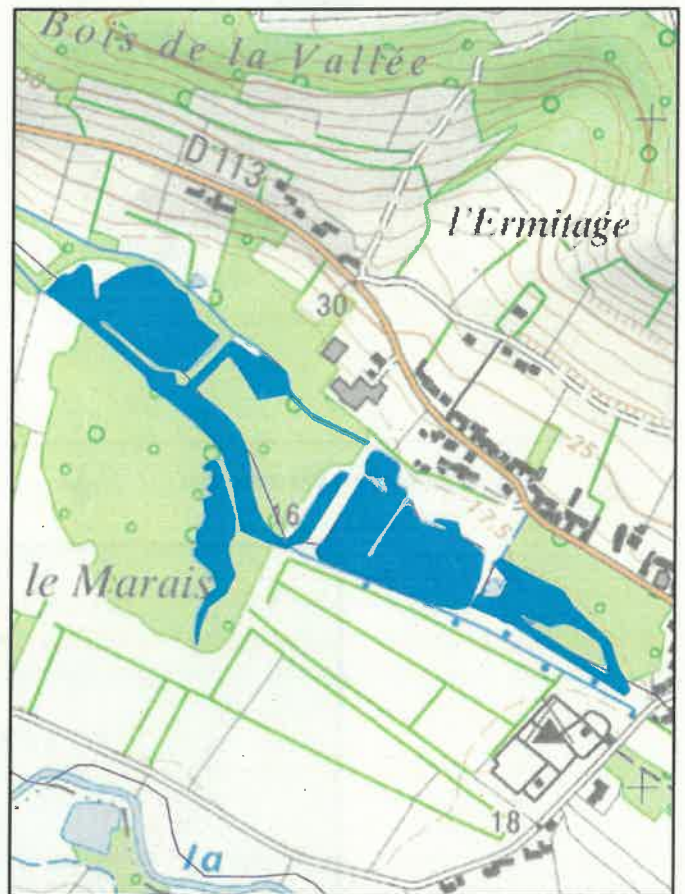 Bois de la Vallée
D 113
l'Ermitage
30
25
17.5
16
le Marais
18
la